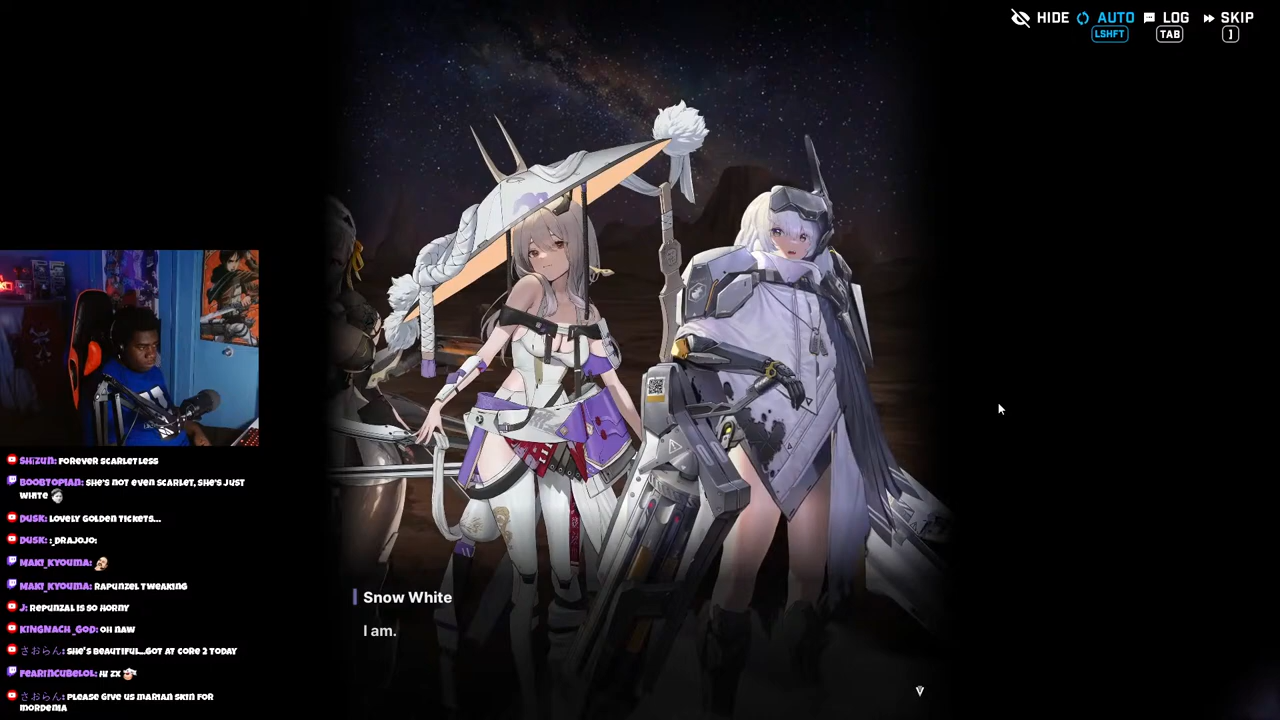 HIDE AUTO LOG SKIP
LSHFT TAB ]
SHIZUN: FOREVER SCARLETLESS
BOOBTOPIAN: SHE'S NOT EVEN SCARLET, SHE'S JUST
WHITE
DUSK: LOVELY GOLDEN TICKETS...
DUSK: :_DRAJOJO:
MAKI_KYOUMA:
MAKI_KYOUMA: RAPUNZEL TWEAKING
J: REPUNZAL IS SO HORNY
KINGNACH_GOD: OH NAW
さおらん: SHE'S BEAUTIFUL...GOT AT CORE 2 TODAY
FEARINCUBELOL: HI ZX
さおらん: PLEASE GIVE US MARIAN SKIN FOR
MORDENIA
Snow White
I am.